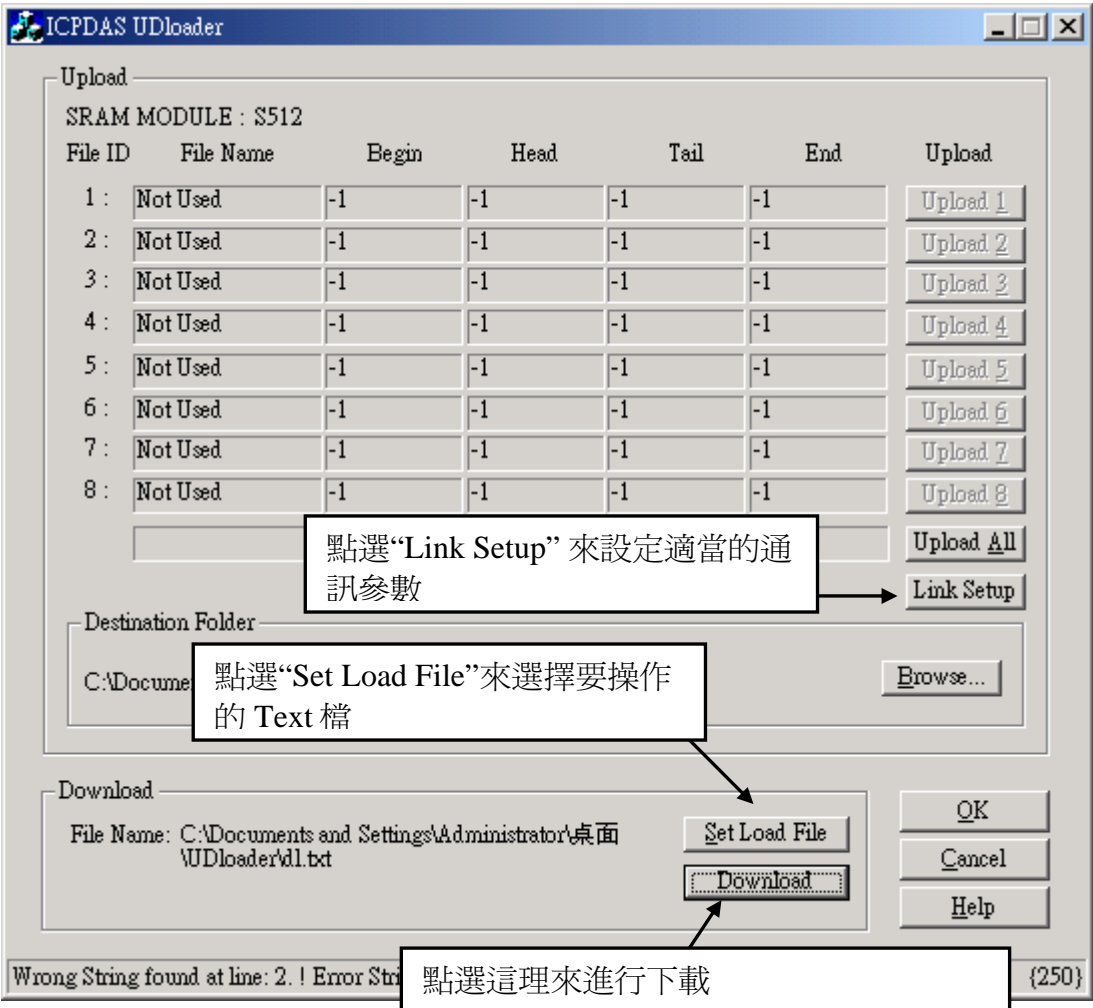 ICPDAS UDloader
Upload
SRAM MODULE : S512
File ID File Name Begin Head Tail End Upload
1 : Not Used -1 -1 -1 -1 Upload 1
2 : Not Used -1 -1 -1 -1 Upload 2
3 : Not Used -1 -1 -1 -1 Upload 3
4 : Not Used -1 -1 -1 -1 Upload 4
5 : Not Used -1 -1 -1 -1 Upload 5
6 : Not Used -1 -1 -1 -1 Upload 6
7 : Not Used -1 -1 -1 -1 Upload 7
8 : Not Used -1 -1 -1 -1 Upload 8
Upload All
點選“Link Setup” 來設定適當的通
訊參數
Link Setup
Destination Folder
C:\Docume
點選“Set Load File”來選擇要操作
的 Text 檔
Browse...
Download
File Name: C:\Documents and Settings\Administrator\桌面
\UDloader\dl.txt
Set Load File
Download
OK
Cancel
Help
Wrong String found at line: 2. ! Error Stri
點選這理來進行下載
{250}